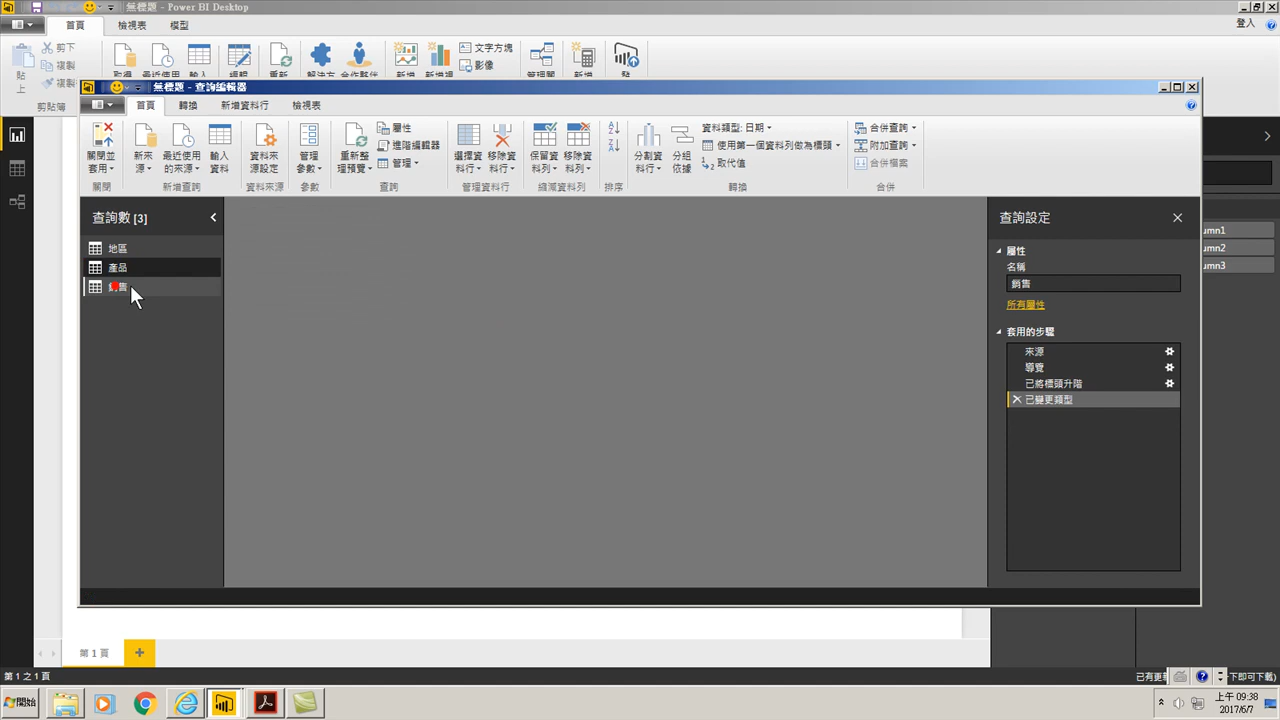 無標題 - Power BI Desktop
首頁
檢視表
模型
登入
剪下
複製
貼上
文字方塊
影像
剪貼簿
無標題 - 查詢編輯器
首頁
轉換
新增資料行
檢視表
關閉並套用
新來源
最近使用的來源
輸入資料
資料來源設定
管理參數
重新整理預覽
屬性
進階編輯器
管理
選擇資料行
移除資料行
保留資料列
移除資料列
分割資料行
分組依據
資料類型: 日期
使用第一個資料列做為標頭
取代值
合併查詢
附加查詢
合併檔案
關閉
新增查詢
資料來源
參數
查詢
管理資料行
縮減資料列
排序
轉換
合併
查詢數 [3]
地區
產品
查詢設定
屬性
名稱
銷售
所有屬性
套用的步驟
來源
導覽
已將標頭升階
已變更類型
umn1
umn2
umn3
第 1 頁
第 1 之 1 頁
下即可下載)
開始
上午 09:38
2017/6/7